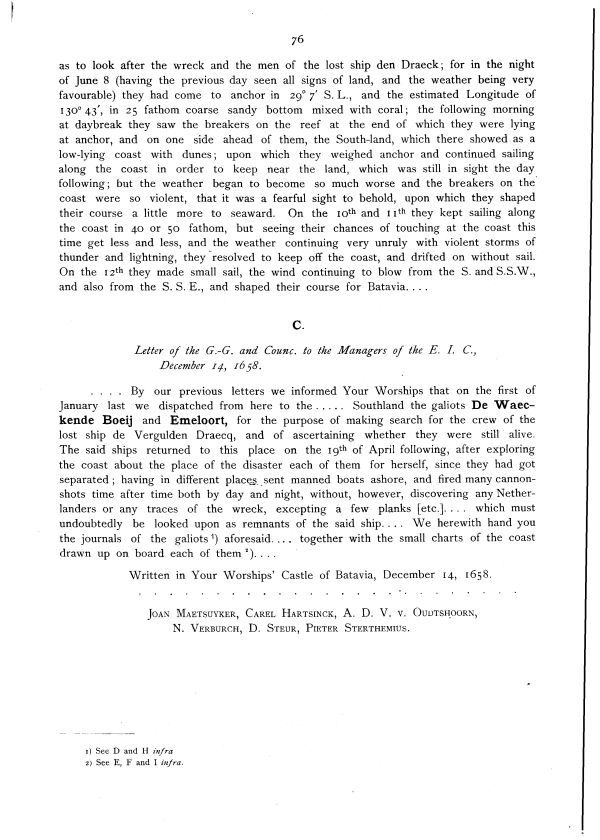 76
as to look after the wreck and the men of the lost ship den Draeck; for in the night
of June 8 (having the previous day seen all signs of land, and the weather being very
favourable) they had come to anchor in 29° 7′ S. L., and the estimated Longitude of
130° 43′, in 25 fathom coarse sandy bottom mixed with coral; the following morning
at daybreak they saw the breakers on the reef at the end of which they were lying
at anchor, and on one side ahead of them, the South-land, which there showed as a
low-lying coast with dunes; upon which they weighed anchor and continued sailing
along the coast in order to keep near the land, which was still in sight the day
following; but the weather began to become so much worse and the breakers on the
coast were so violent, that it was a fearful sight to behold, upon which they shaped
their course a little more to seaward. On the 10th and 11th they kept sailing along
the coast in 40 or 50 fathom, but seeing their chances of touching at the coast this
time get less and less, and the weather continuing very unruly with violent storms of
thunder and lightning, they resolved to keep off the coast, and drifted on without sail.
On the 12th they made small sail, the wind continuing to blow from the S. and S.S.W.,
and also from the S. S. E., and shaped their course for Batavia....
C.
Letter of the G.-G. and Counc. to the Managers of the E. I. C.,
December 14, 1658.
.... By our previous letters we informed Your Worships that on the first of
January last we dispatched from here to the ..... Southland the galiots De Waec-
kende Boeij and Emeloort, for the purpose of making search for the crew of the
lost ship de Vergulden Draecq, and of ascertaining whether they were still alive.
The said ships returned to this place on the 19th of April following, after exploring
the coast about the place of the disaster each of them for herself, since they had got
separated; having in different places sent manned boats ashore, and fired many cannon-
shots time after time both by day and night, without, however, discovering any Nether-
landers or any traces of the wreck, excepting a few planks [etc.].... which must
undoubtedly be looked upon as remnants of the said ship.... We herewith hand you
the journals of the galiots 1) aforesaid.... together with the small charts of the coast
drawn up on board each of them 2)....
Written in Your Worships' Castle of Batavia, December 14, 1658.
. . . . . . . . . . . . . . . . . . . . . . . . .
JOAN MAETSUYKER, CAREL HARTSINCK, A. D. V. v. OUDTSHOORN,
N. VERBURCH, D. STEUR, PIETER STERTHEMIUS.
1) See D and H infra
2) See E, F and I infra.